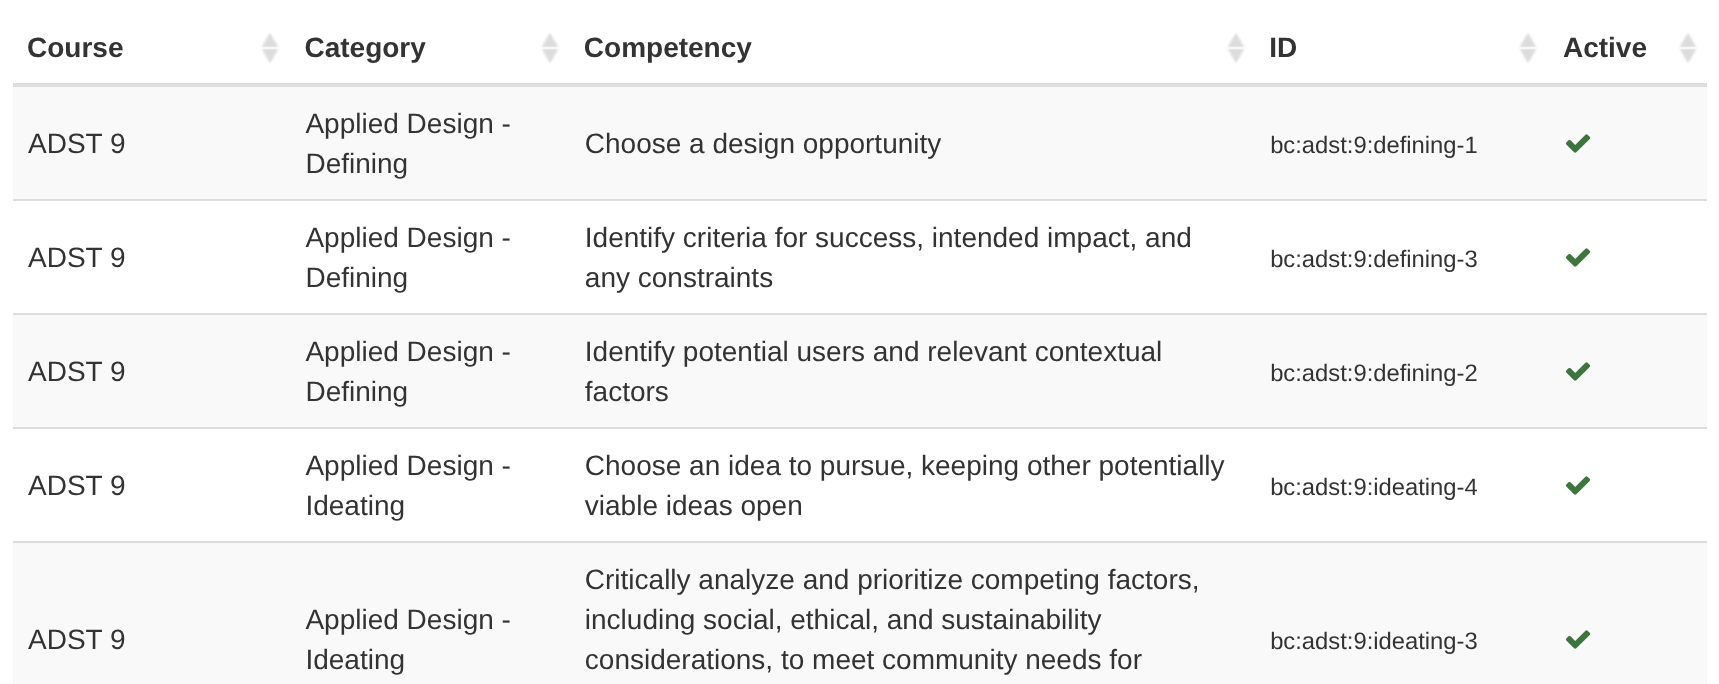 Course Category Competency ID Active
ADST 9 Applied Design - Defining Choose a design opportunity bc:adst:9:defining-1
ADST 9 Applied Design - Defining Identify criteria for success, intended impact, and any constraints bc:adst:9:defining-3
ADST 9 Applied Design - Defining Identify potential users and relevant contextual factors bc:adst:9:defining-2
ADST 9 Applied Design - Ideating Choose an idea to pursue, keeping other potentially viable ideas open bc:adst:9:ideating-4
ADST 9 Applied Design - Ideating Critically analyze and prioritize competing factors, including social, ethical, and sustainability considerations, to meet community needs for bc:adst:9:ideating-3